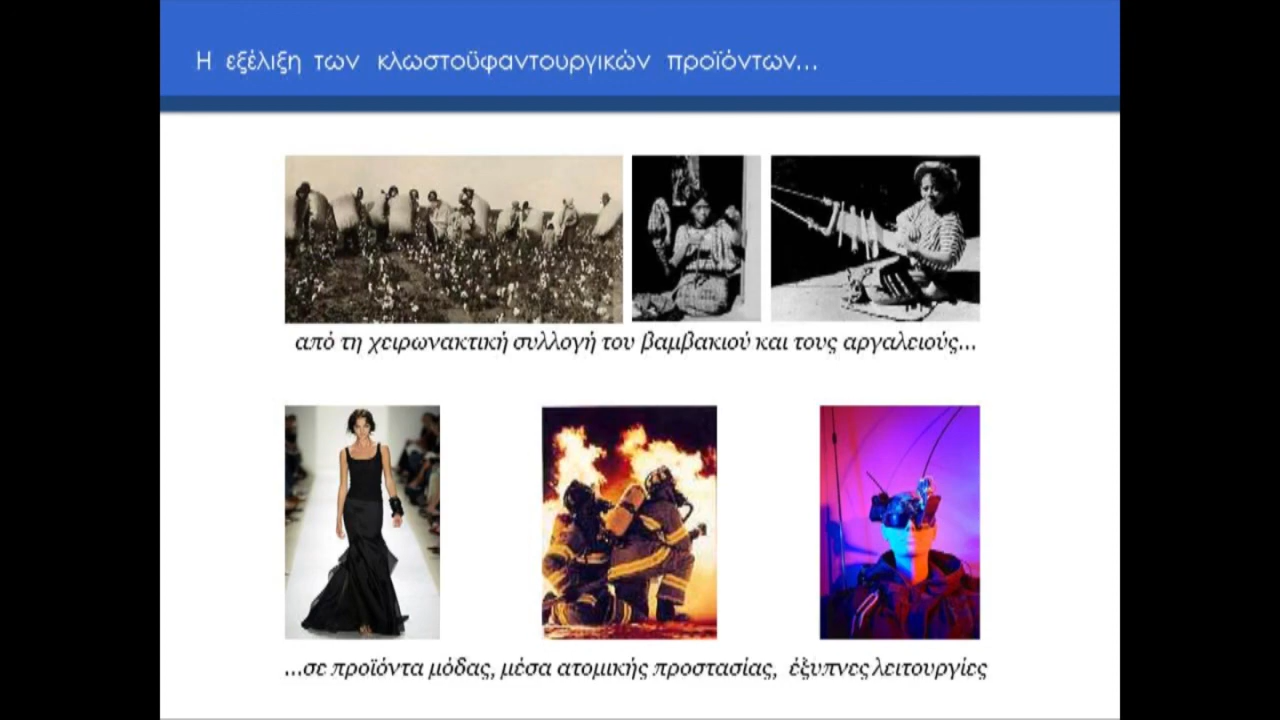 Η εξέλιξη των κλωστοϋφαντουργικών προϊόντων...
από τη χειρωνακτική συλλογή του βαμβακιού και τους αργαλειούς...
...σε προϊόντα μόδας, μέσα ατομικής προστασίας, έξυπνες λειτουργίες